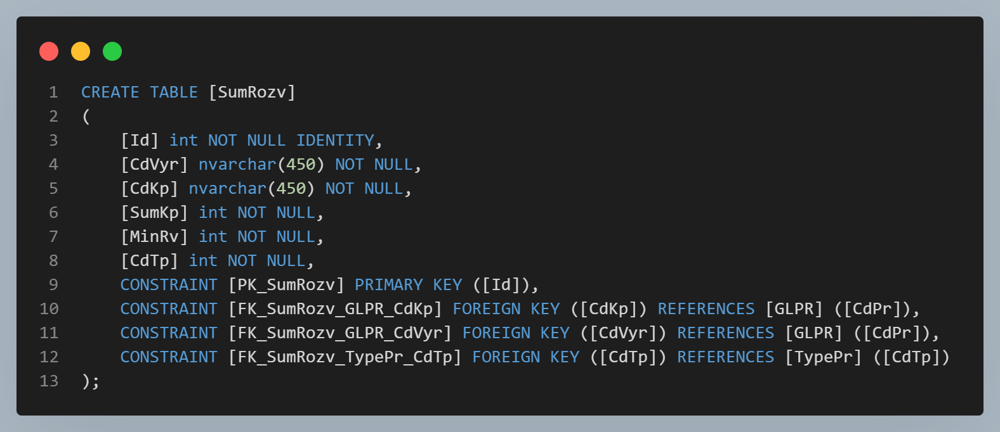 1 CREATE TABLE [SumRozv]
2 (
3     [Id] int NOT NULL IDENTITY,
4     [CdVyr] nvarchar(450) NOT NULL,
5     [CdKp] nvarchar(450) NOT NULL,
6     [SumKp] int NOT NULL,
7     [MinRv] int NOT NULL,
8     [CdTp] int NOT NULL,
9     CONSTRAINT [PK_SumRozv] PRIMARY KEY ([Id]),
10     CONSTRAINT [FK_SumRozv_GLPR_CdKp] FOREIGN KEY ([CdKp]) REFERENCES [GLPR] ([CdPr]),
11     CONSTRAINT [FK_SumRozv_GLPR_CdVyr] FOREIGN KEY ([CdVyr]) REFERENCES [GLPR] ([CdPr]),
12     CONSTRAINT [FK_SumRozv_TypePr_CdTp] FOREIGN KEY ([CdTp]) REFERENCES [TypePr] ([CdTp])
13 );